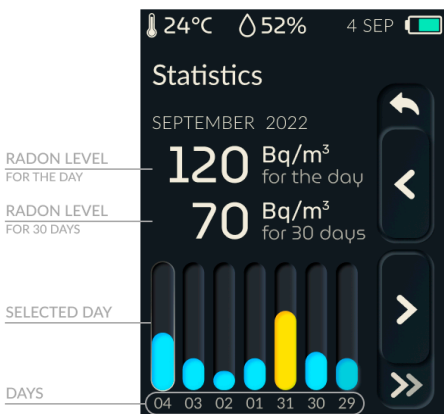 24°C 52% 4 SEP
Statistics
SEPTEMBER 2022
RADON LEVEL
FOR THE DAY
120 Bq/m³
for the day
RADON LEVEL
FOR 30 DAYS
70 Bq/m³
for 30 days
SELECTED DAY
DAYS
04 03 02 01 31 30 29